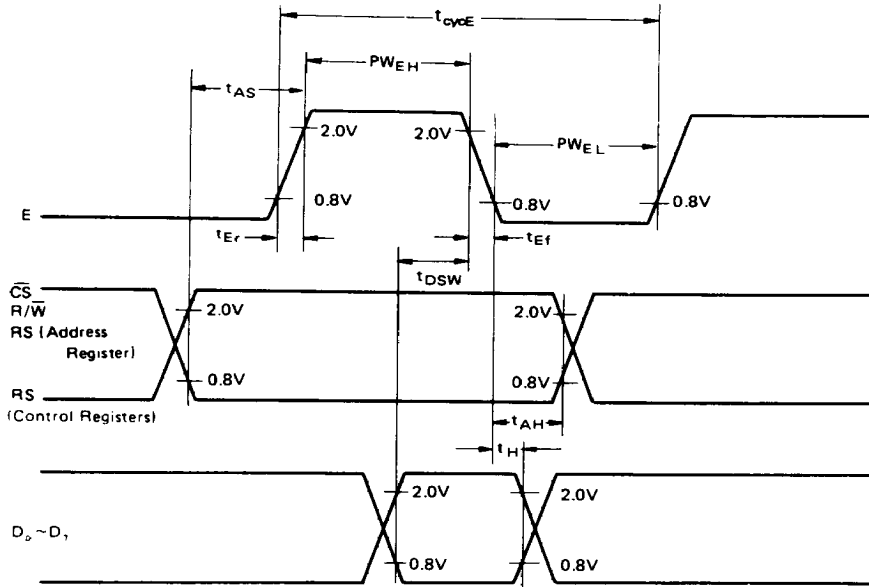 tcycE
PWEH
tAS
2.0V
2.0V
PWEL
0.8V
0.8V
0.8V
E
tEr
tEf
tDSW
CS
R/W
RS (Address
Register)
2.0V
2.0V
0.8V
0.8V
RS
(Control Registers)
tAH
tH
2.0V
2.0V
0.8V
0.8V